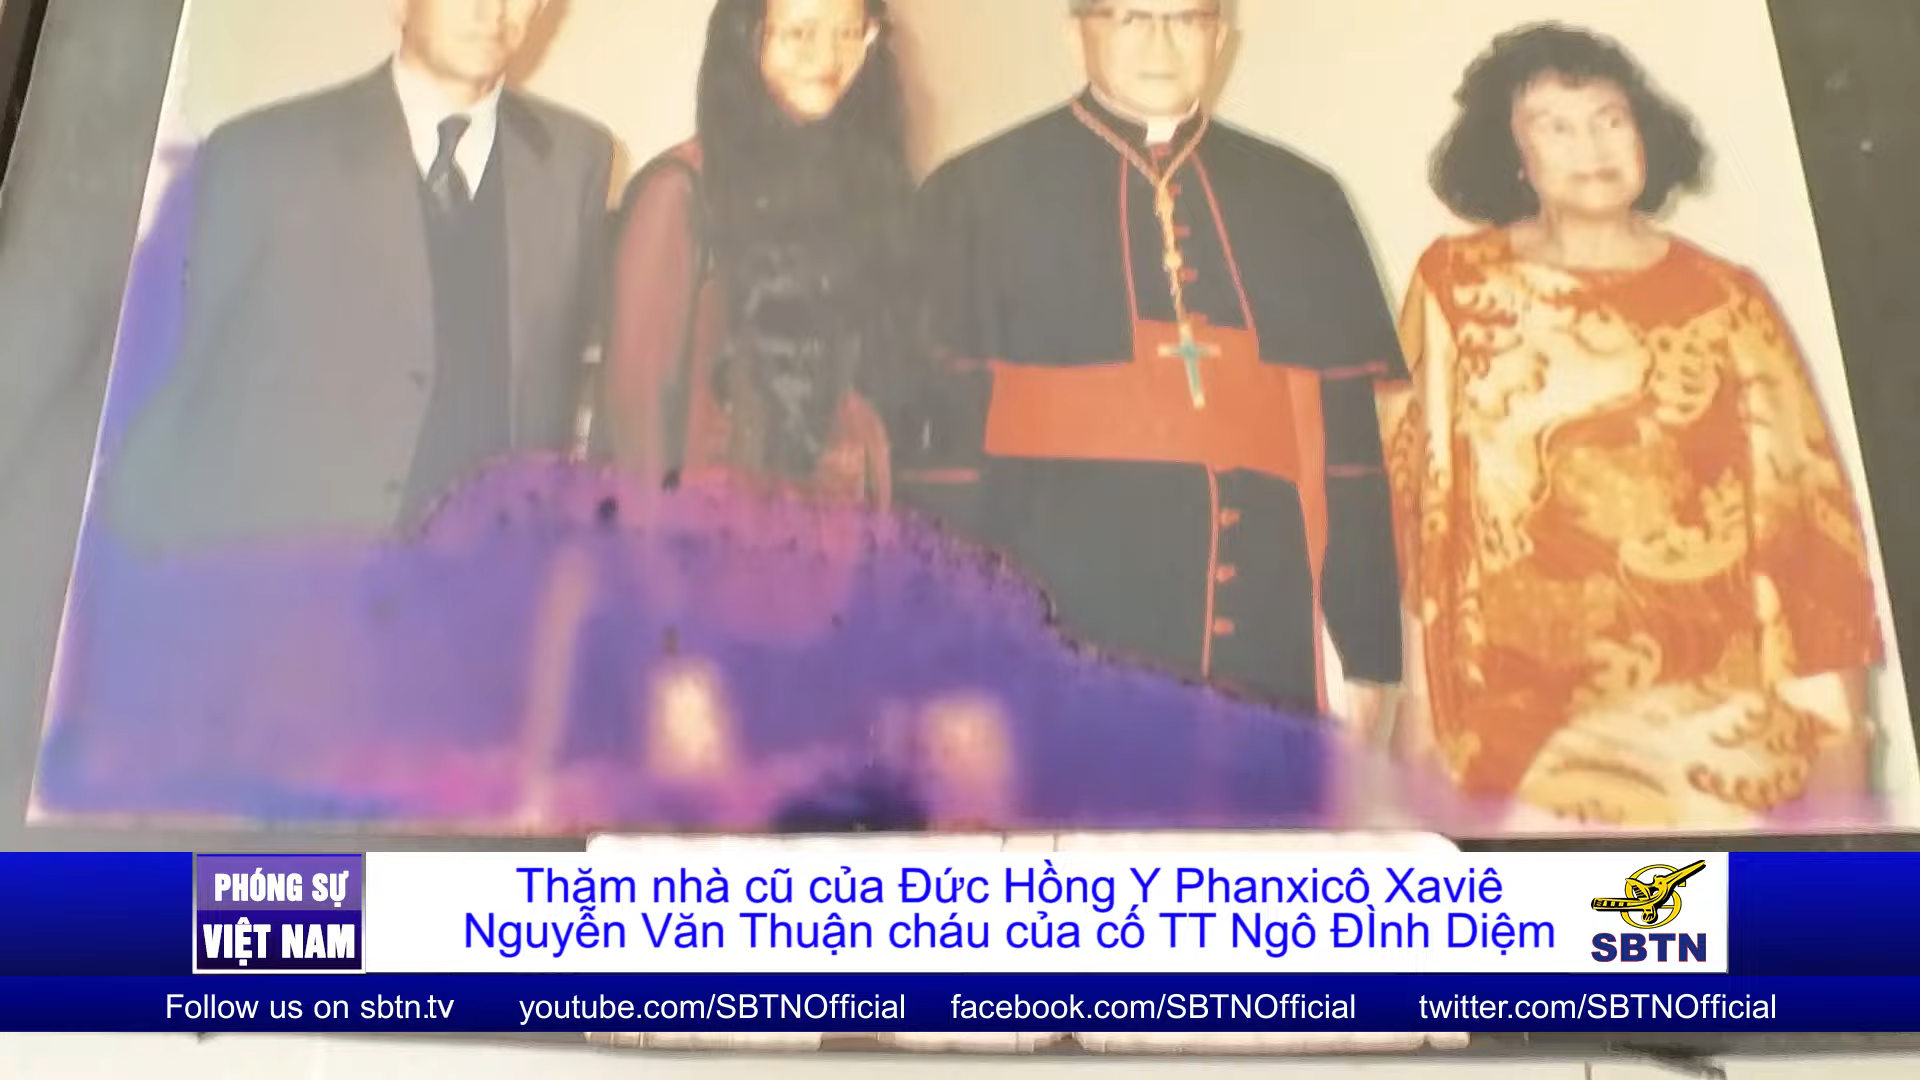 PHÓNG SỰ
VIỆT NAM
Thăm nhà cũ của Đức Hồng Y Phanxicô Xaviê
Nguyễn Văn Thuận cháu của cố TT Ngô ĐÌnh Diệm
SBTN
Follow us on sbtn.tv youtube.com/SBTNOfficial facebook.com/SBTNOfficial twitter.com/SBTNOfficial